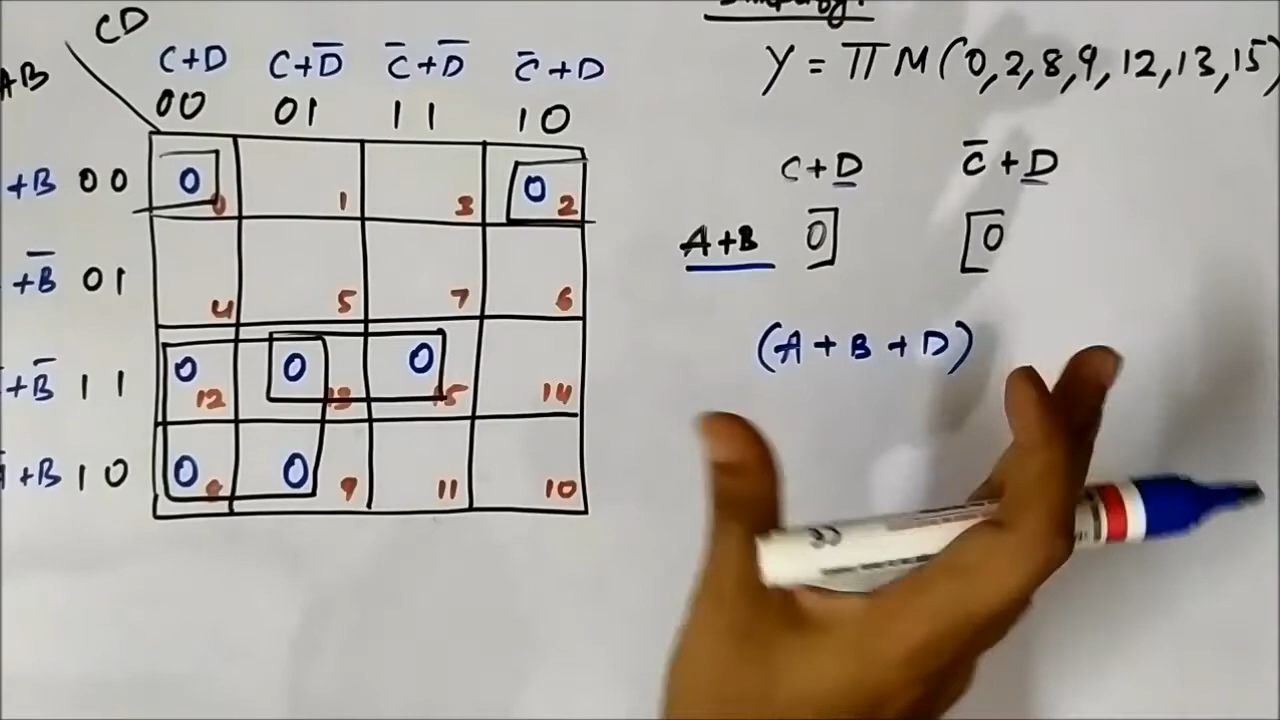 CD
AB
C+D C+D̅ C̅+D̅ C̅+D
00 01 11 10
+B 00 0 0 1 3 0 2
+B̅ 01 4 5 7 6
+B̅ 11 0 12 0 13 0 15 14
+B 10 0 8 0 9 11 10
Y = πM(0,2,8,9,12,13,15)
C+D C̅+D
A+B 0 0
(A+B+D)